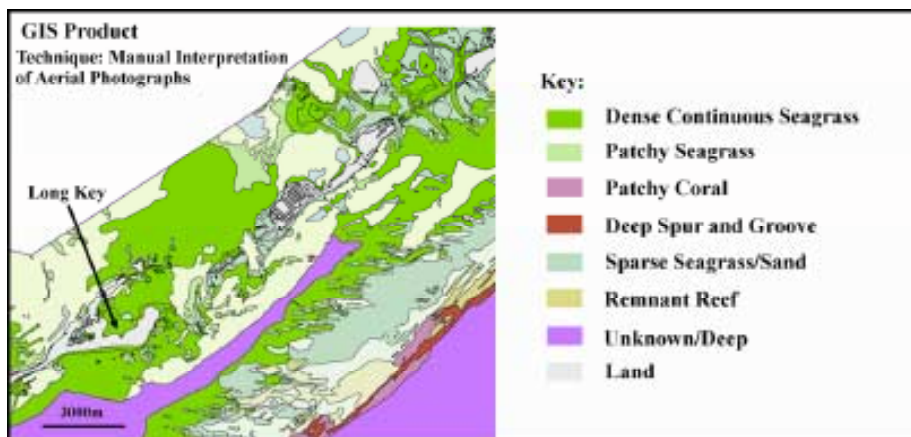 GIS Product
Technique: Manual Interpretation
of Aerial Photographs
Long Key
3000m
Key:
Dense Continuous Seagrass
Patchy Seagrass
Patchy Coral
Deep Spur and Groove
Sparse Seagrass/Sand
Remnant Reef
Unknown/Deep
Land